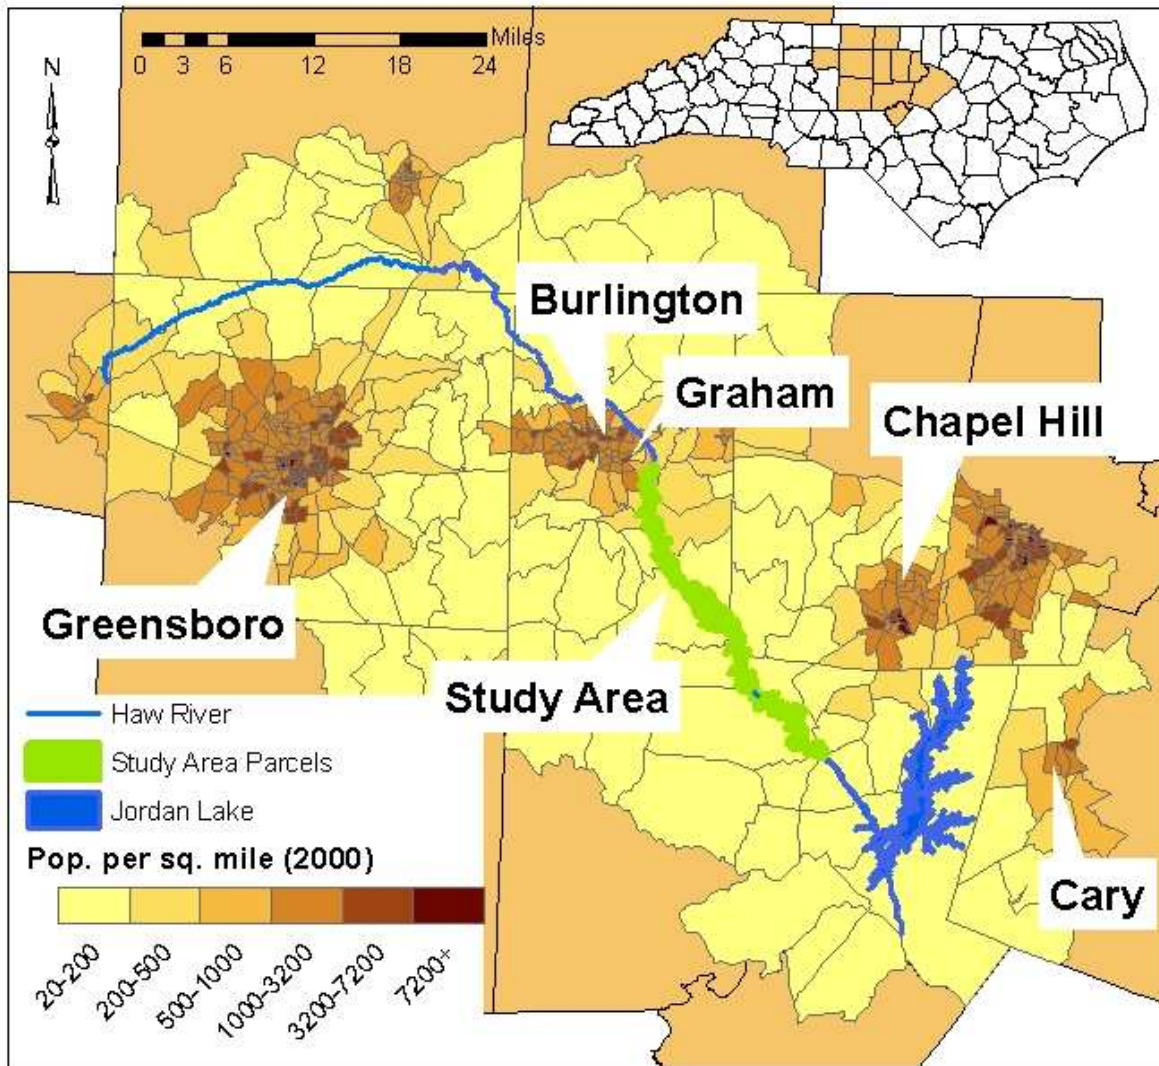 Miles
0 3 6 12 18 24
N
Burlington
Graham
Chapel Hill
Greensboro
Study Area
Haw River
Study Area Parcels
Jordan Lake
Pop. per sq. mile (2000)
20-200
200-500
500-1000
1000-3200
3200-7200
7200+
Cary